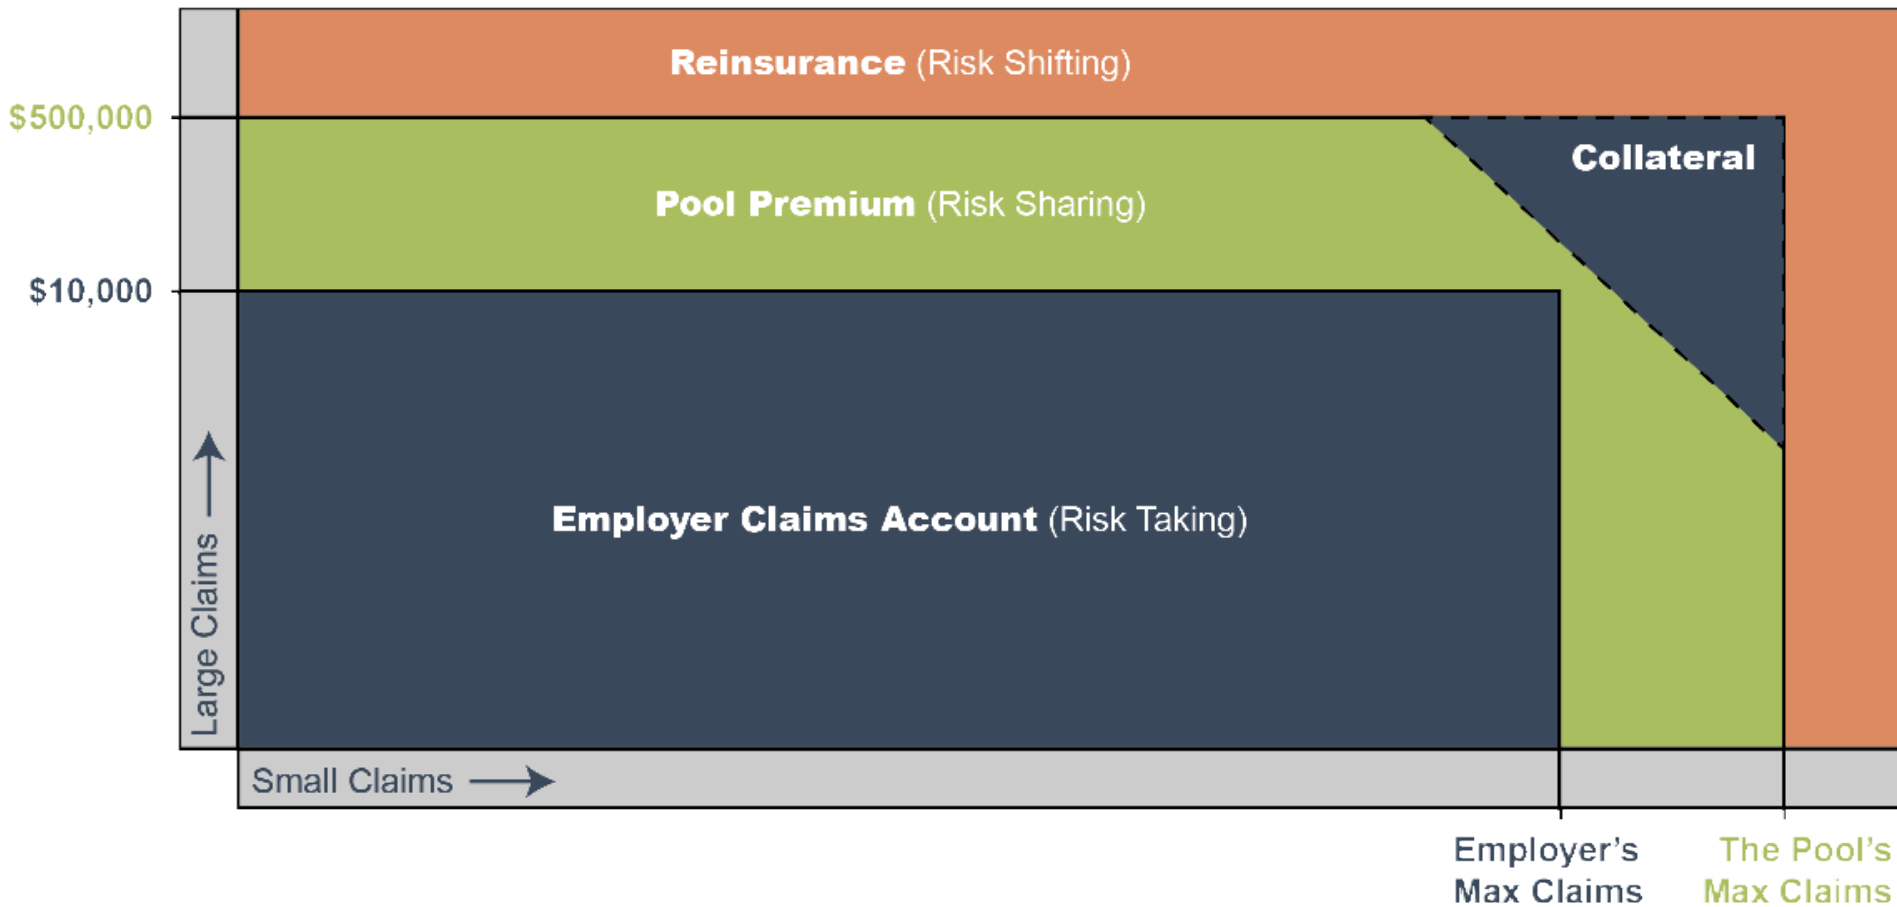 Reinsurance (Risk Shifting)
$500,000
Collateral
Pool Premium (Risk Sharing)
$10,000
Employer Claims Account (Risk Taking)
Large Claims
Small Claims
Employer's
Max Claims
The Pool's
Max Claims